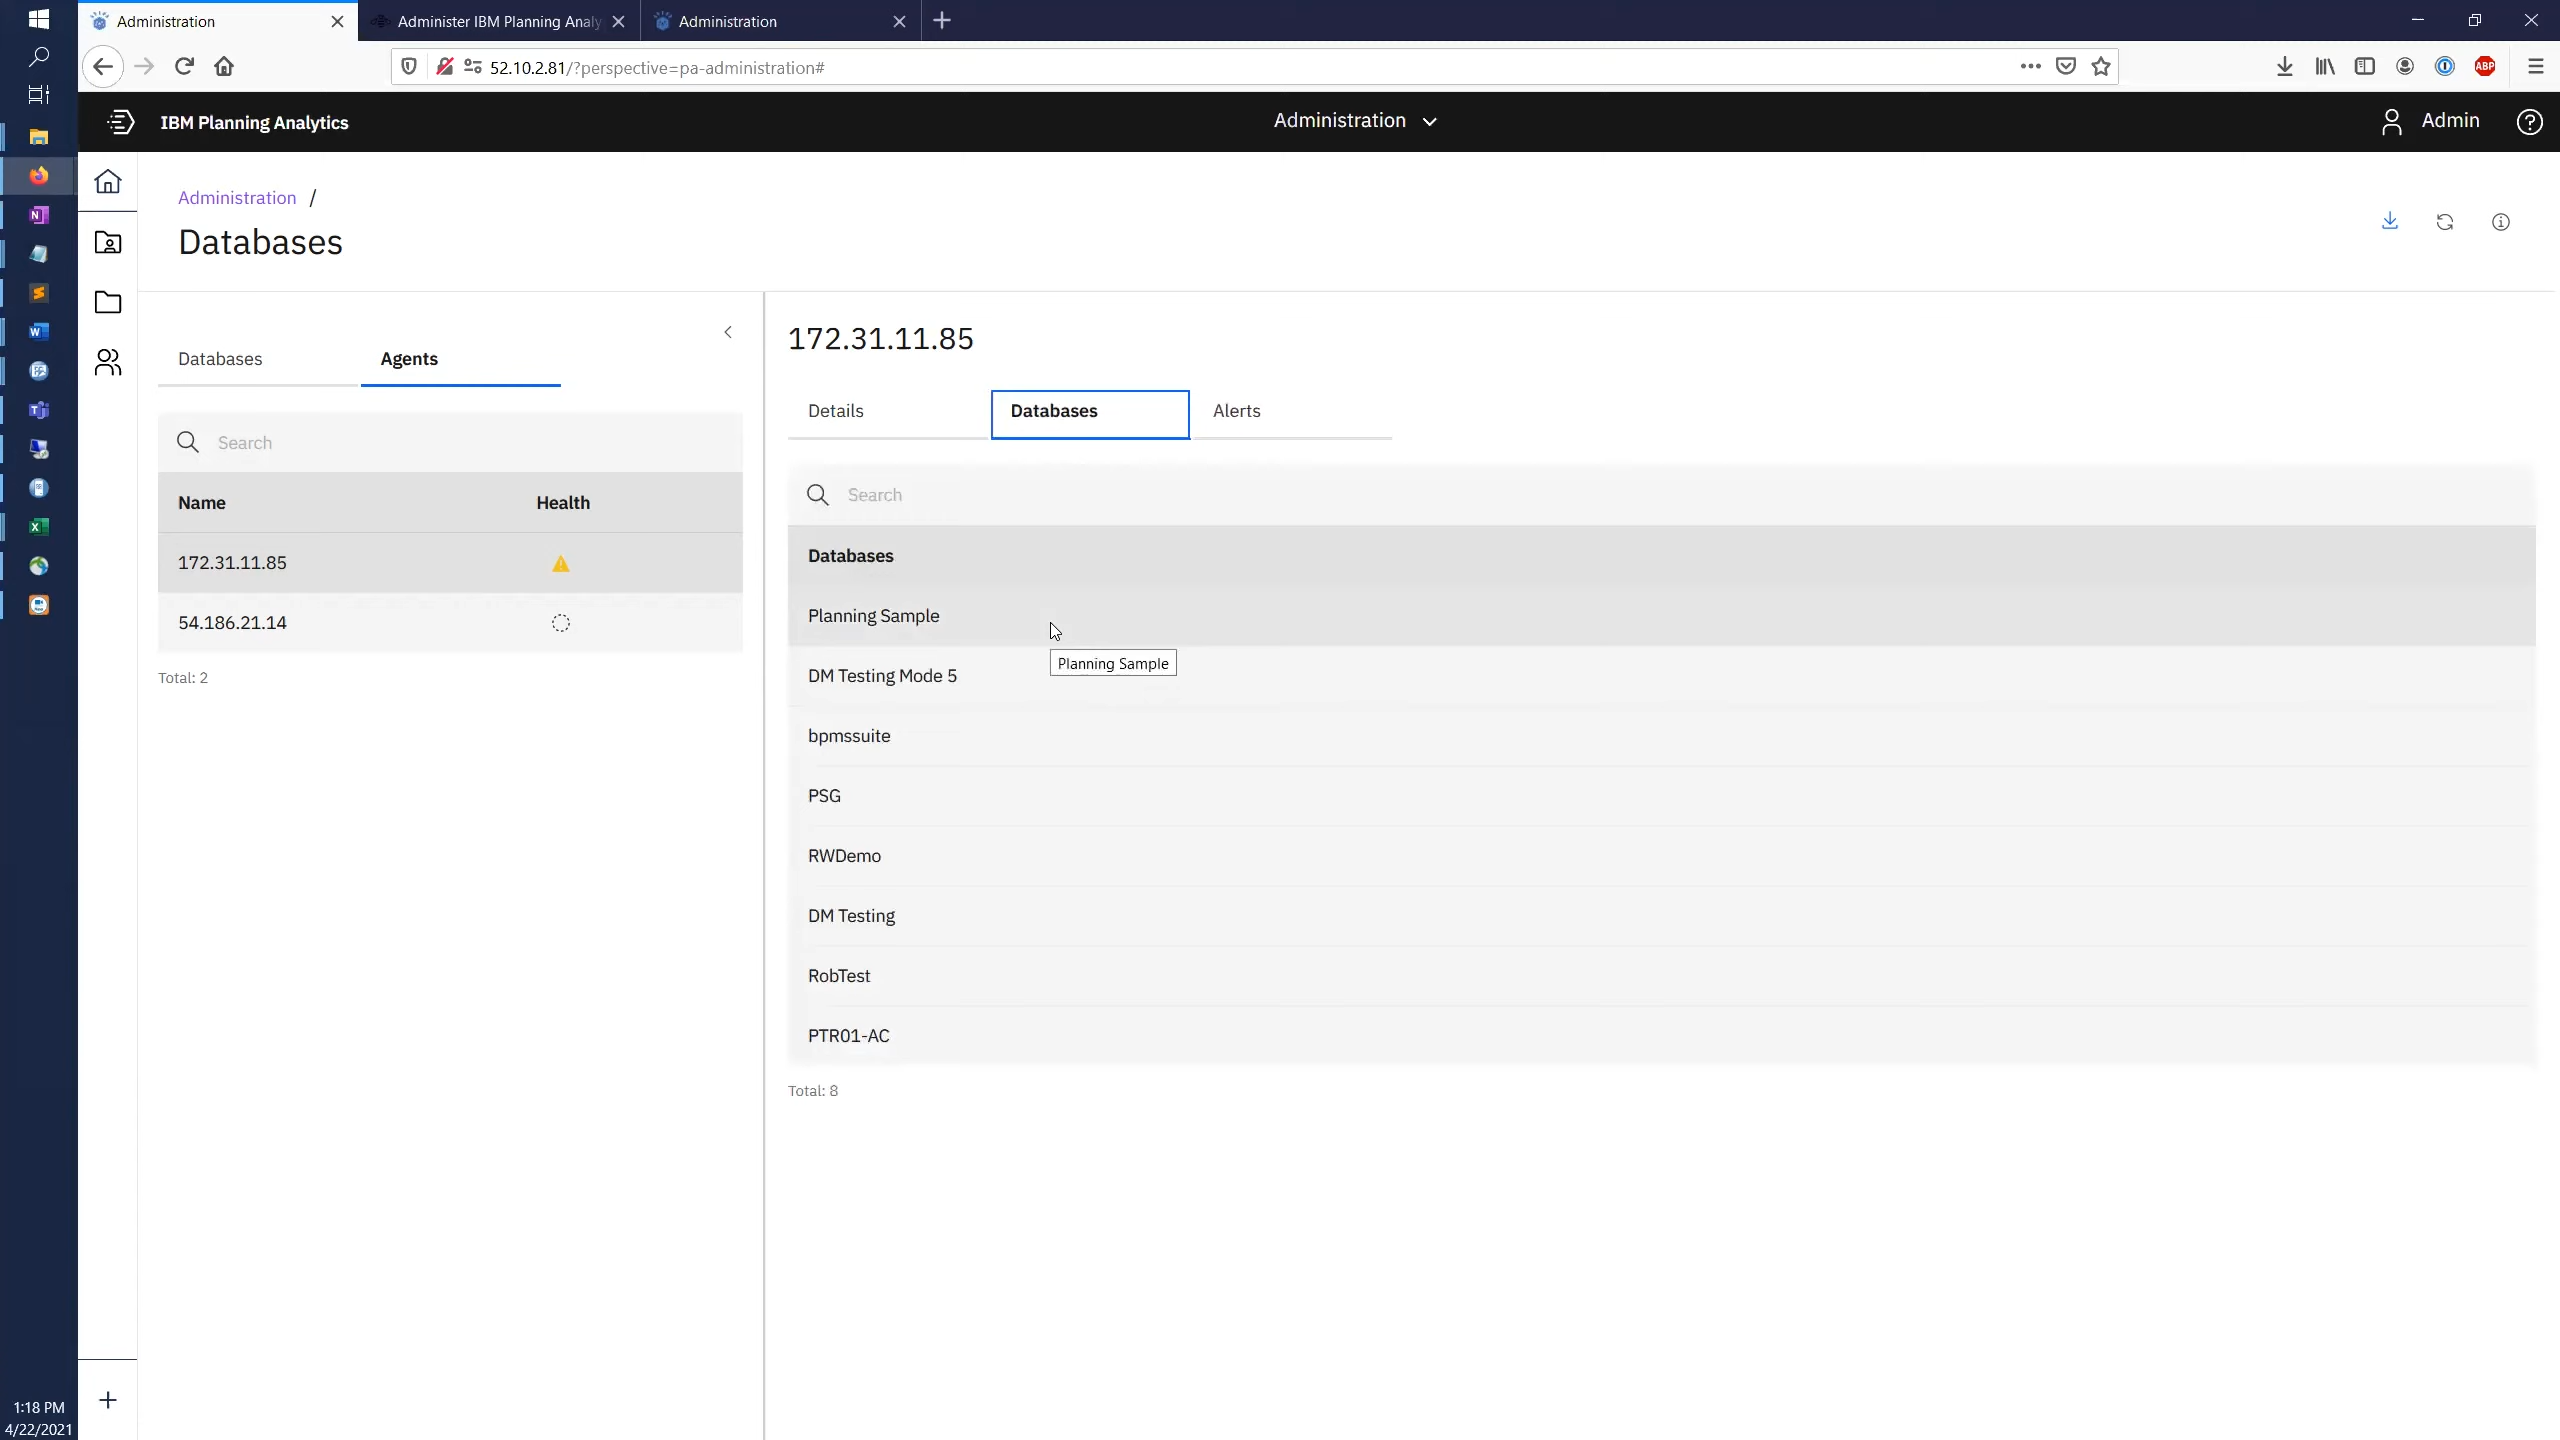 Administration
Administer IBM Planning Analy
Administration
52.10.2.81/?perspective=pa-administration#
ABP
IBM Planning Analytics
Administration
Admin
Administration /
Databases
Databases
Agents
Search
Name
Health
172.31.11.85
54.186.21.14
Total: 2
172.31.11.85
Details
Databases
Alerts
Search
Databases
Planning Sample
Planning Sample
DM Testing Mode 5
bpmssuite
PSG
RWDemo
DM Testing
RobTest
PTR01-AC
Total: 8
1:18 PM
4/22/2021